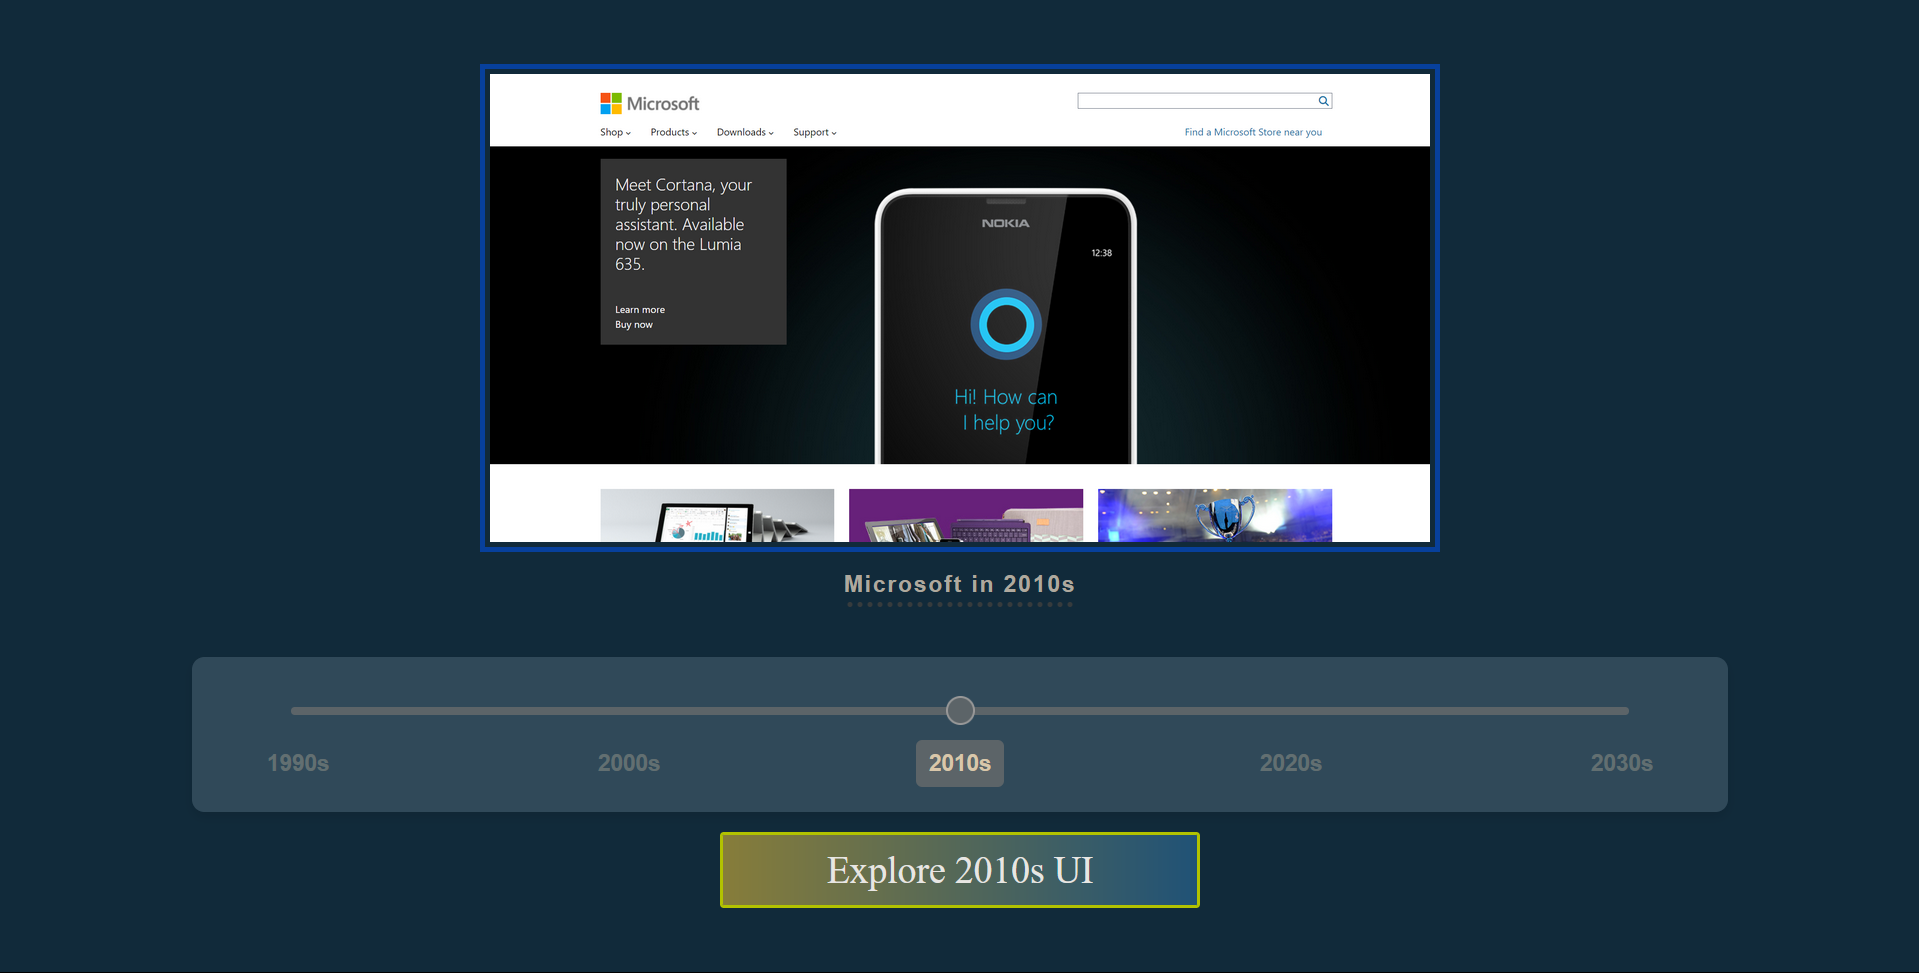 Microsoft
Shop Products Downloads Support Find a Microsoft Store near you
Meet Cortana, your
truly personal
assistant. Available
now on the Lumia
635.
Learn more
Buy now
NOKIA
12:38
Hi! How can
I help you?
Microsoft in 2010s
1990s 2000s 2010s 2020s 2030s
Explore 2010s UI